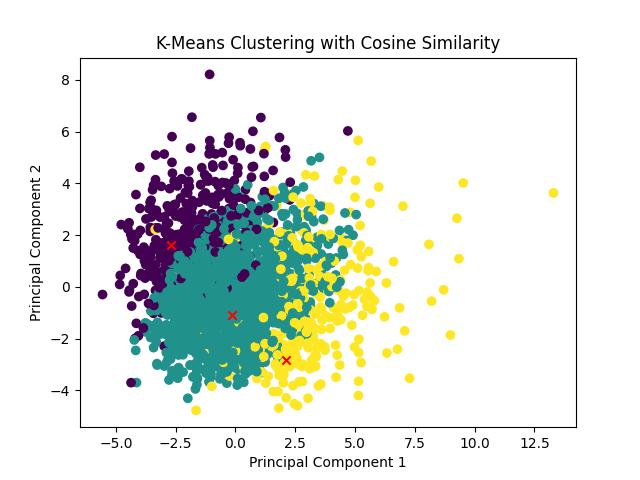 K-Means Clustering with Cosine Similarity
8
6
4
2
0
−2
−4
Principal Component 2
−5.0 −2.5 0.0 2.5 5.0 7.5 10.0 12.5
Principal Component 1